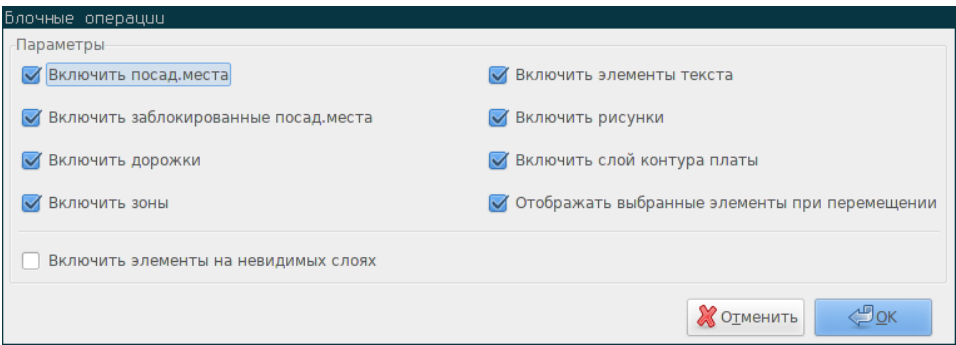 Блочные операции
Параметры
Включить посад.места
Включить элементы текста
Включить заблокированные посад.места
Включить рисунки
Включить дорожки
Включить слой контура платы
Включить зоны
Отображать выбранные элементы при перемещении
Включить элементы на невидимых слоях
Отменить
OK